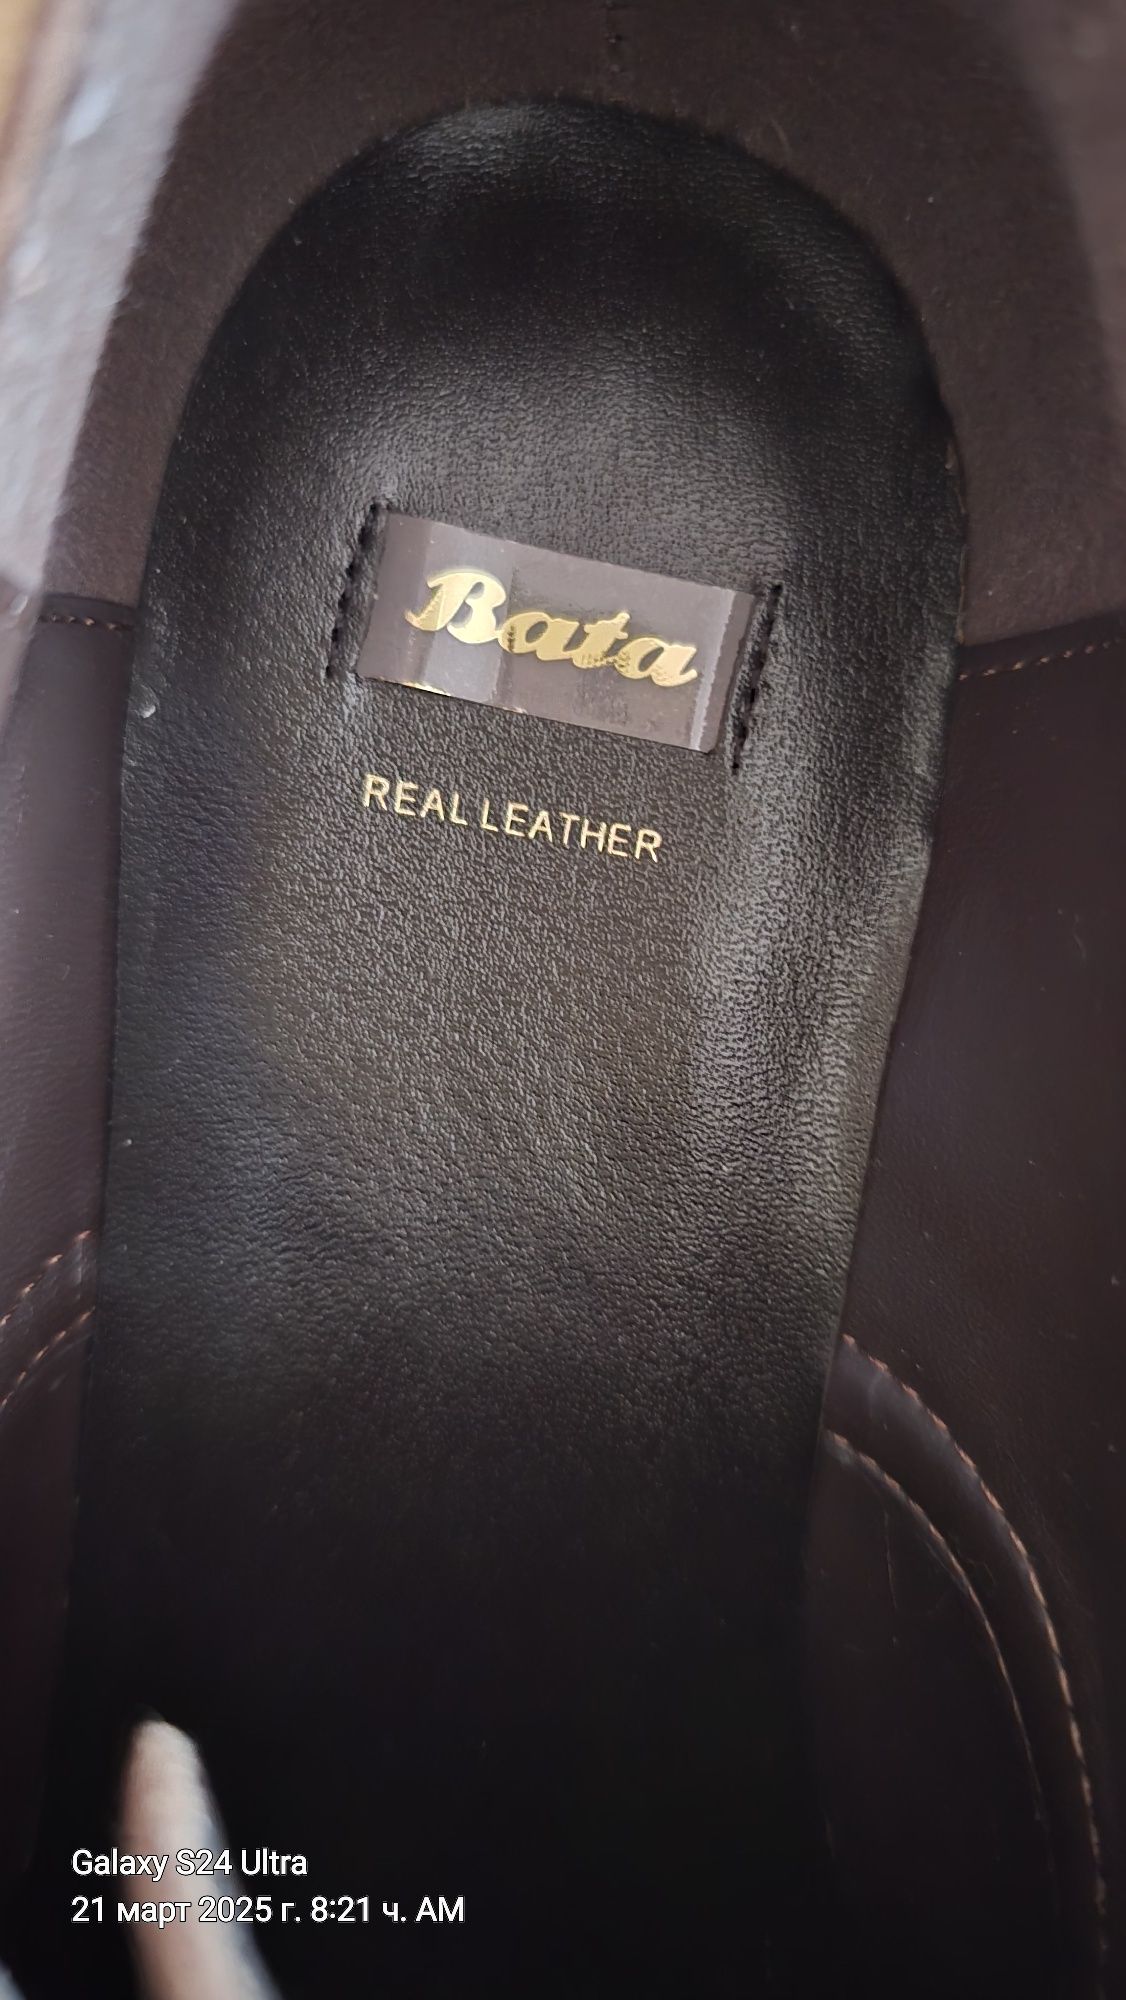 Bata
REAL LEATHER
Galaxy S24 Ultra
21 март 2025 г. 8:21 ч. AM